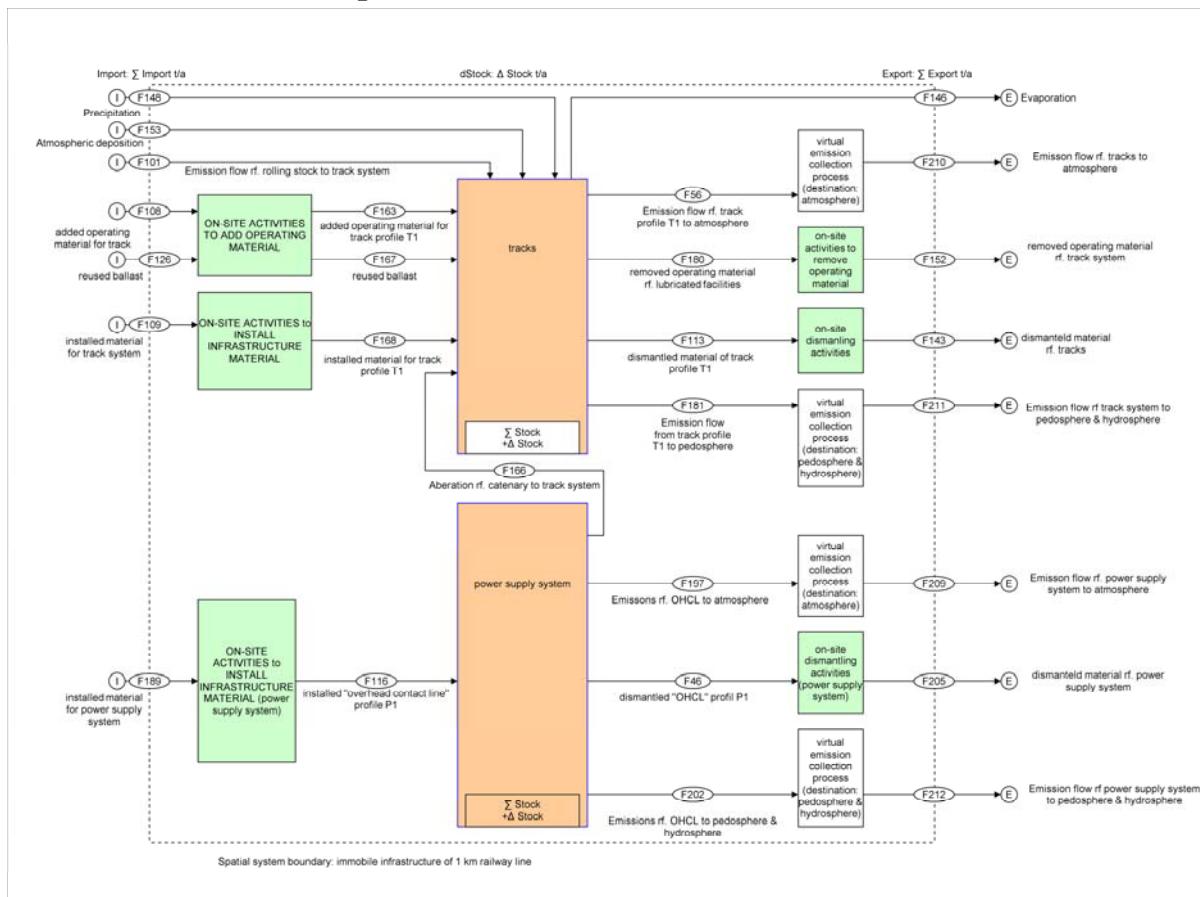 Import: ∑ Import t/a
dStock: Δ Stock t/a
Export: ∑ Export t/a
I
F148
Precipitation
F146
E
Evaporation
I
F153
Atmospheric deposition
I
F101
Emission flow rf. rolling stock to track system
virtual
emission
collection
process
(destination:
atmosphere)
F210
E
Emisson flow rf. tracks to
atmosphere
F56
Emission flow rf. track
profile T1 to atmosphere
I
F108
added operating
material for track
ON-SITE ACTIVITIES
TO ADD OPERATING
MATERIAL
F163
added operating material for
track profile T1
tracks
I
F126
reused ballast
F167
reused ballast
F180
removed operating material
rf. lubricated facilities
on-site
activities to
remove
operating
material
F152
E
removed operating material
rf. track system
I
F109
installed material
for track system
ON-SITE ACTIVITIES to
INSTALL
INFRASTRUCTURE
MATERIAL
F168
installed material for track
profile T1
F113
dismantled material of track
profile T1
on-site
dismanling
activities
F143
E
dismanteld material
rf. tracks
F181
Emission flow
from track profile
T1 to pedosphere
virtual
emission
collection
process
(destination:
pedosphere &
hydrosphere)
F211
E
Emission flow rf track system to
pedosphere & hydrosphere
∑ Stock
+Δ Stock
F166
Aberation rf. catenary to track system
power supply system
F197
Emissons rf. OHCL to atmosphere
virtual
emission
collection
process
(destination:
atmosphere)
F209
E
Emisson flow rf. power supply
system to atmosphere
I
F189
installed material
for power supply
system
ON-SITE
ACTIVITIES to
INSTALL
INFRASTRUCTURE
MATERIAL (power
supply system)
F116
installed "overhead contact line"
profile P1
F46
dismantled "OHCL" profil P1
on-site
dismantling
activities
(power supply
system)
F205
E
dismanteld material rf. power
supply system
F202
Emissions rf. OHCL to pedosphere &
hydrosphere
virtual
emission
collection
process
(destination:
pedosphere &
hydrosphere)
F212
E
Emission flow rf power supply system
to pedosphere & hydrosphere
∑ Stock
+Δ Stock
Spatial system boundary: immobile infrastructure of 1 km railway line